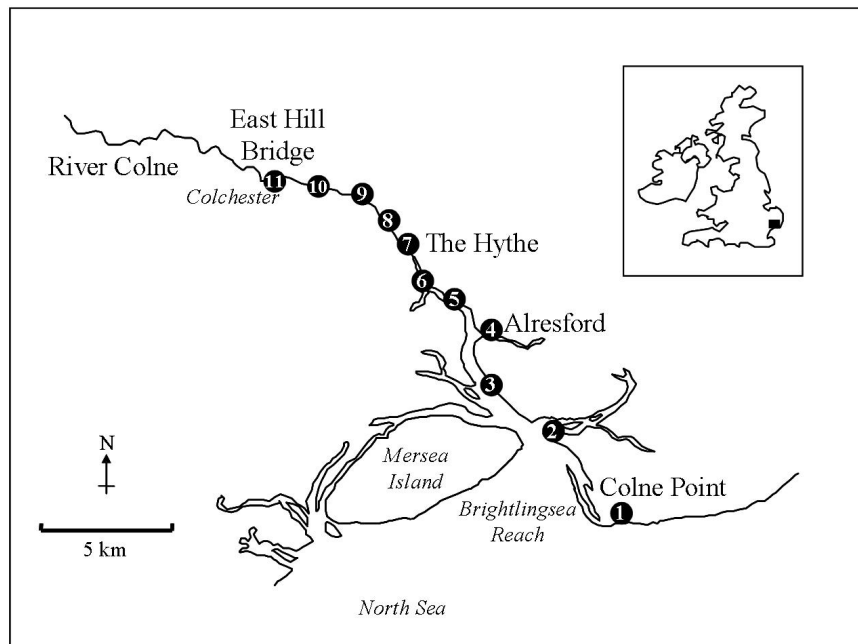 East Hill
Bridge
River Colne
Colchester
11
10
9
8
7
The Hythe
6
5
4
Alresford
3
2
N
Mersea
Island
Colne Point
1
Brightlingsea
Reach
5 km
North Sea